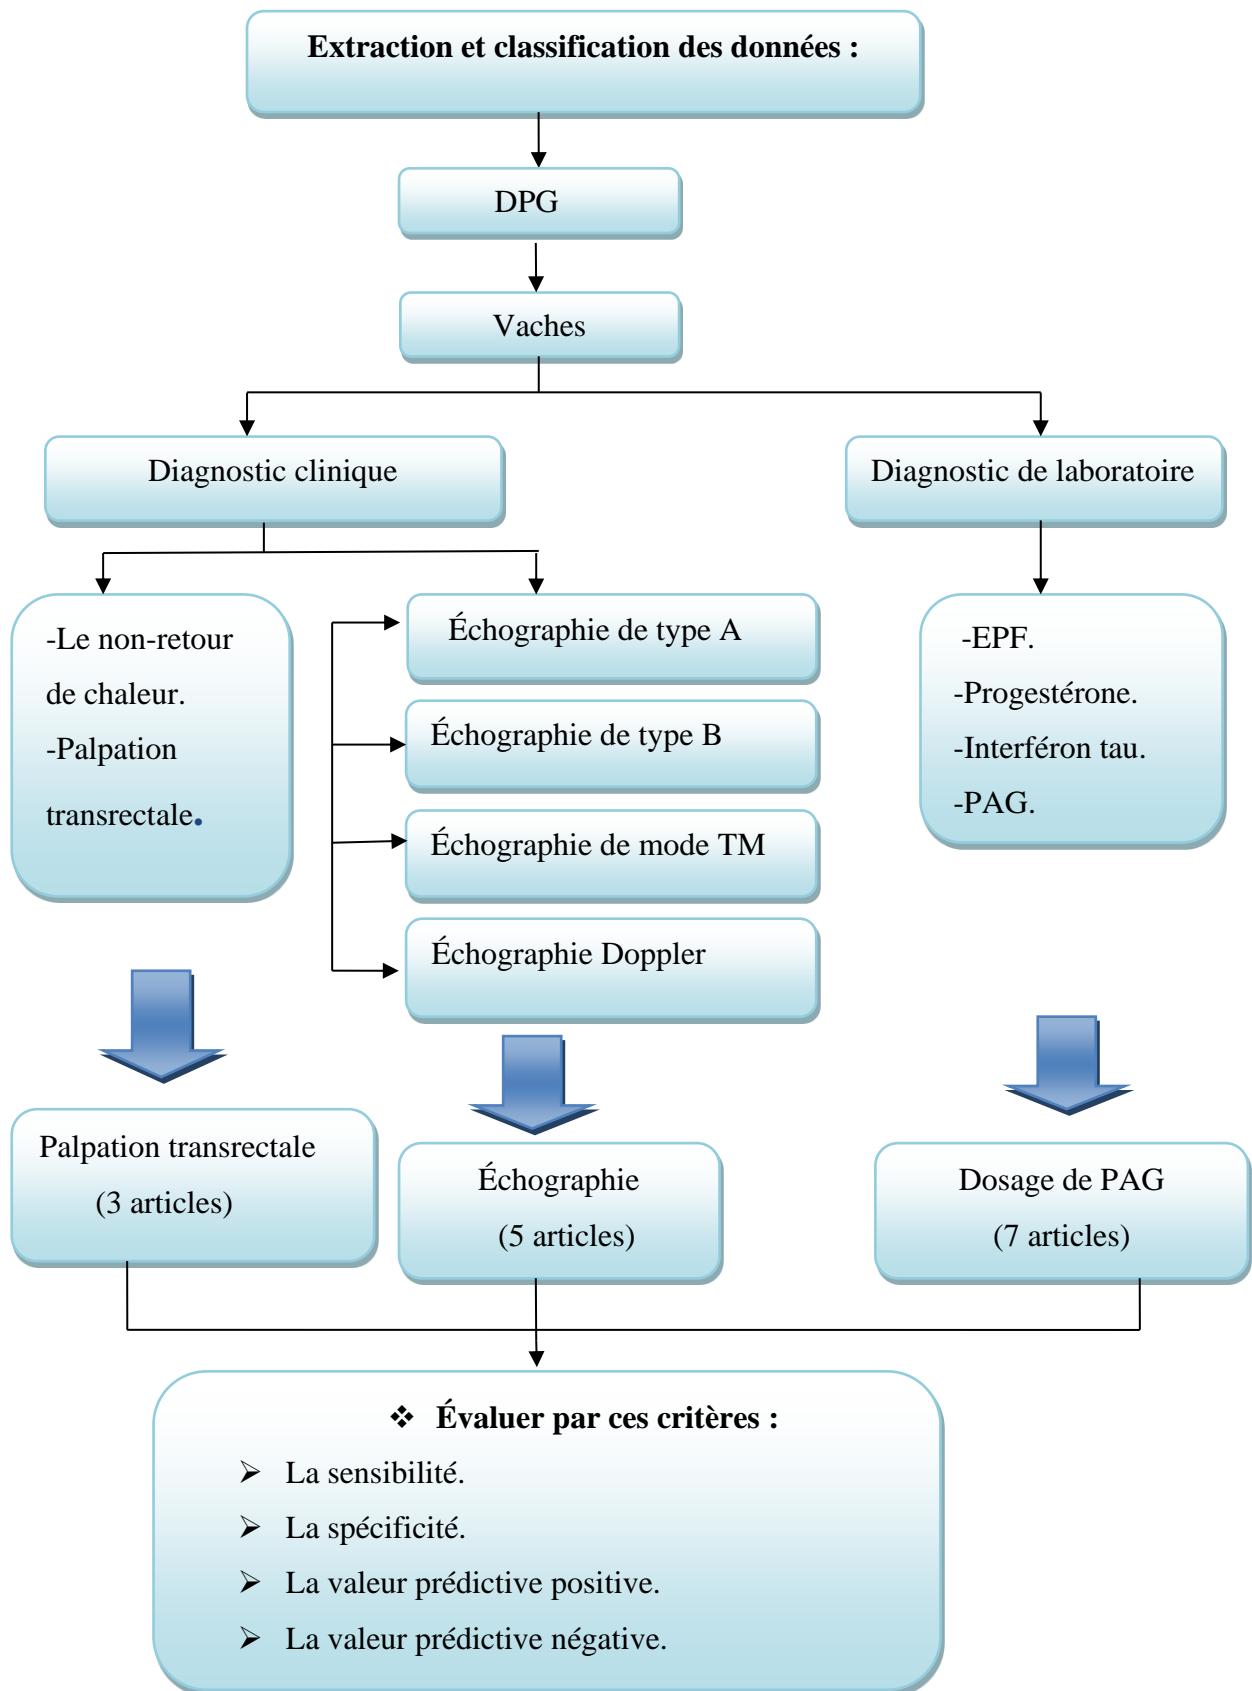 Extraction et classification des données :
DPG
Vaches
Diagnostic clinique
Diagnostic de laboratoire
-Le non-retour
de chaleur.
-Palpation
transrectale.
Échographie de type A
Échographie de type B
Échographie de mode TM
Échographie Doppler
-EPF.
-Progestérone.
-Interféron tau.
-PAG.
Palpation transrectale
(3 articles)
Échographie
(5 articles)
Dosage de PAG
(7 articles)
❖ Évaluer par ces critères :
➢ La sensibilité.
➢ La spécificité.
➢ La valeur prédictive positive.
➢ La valeur prédictive négative.